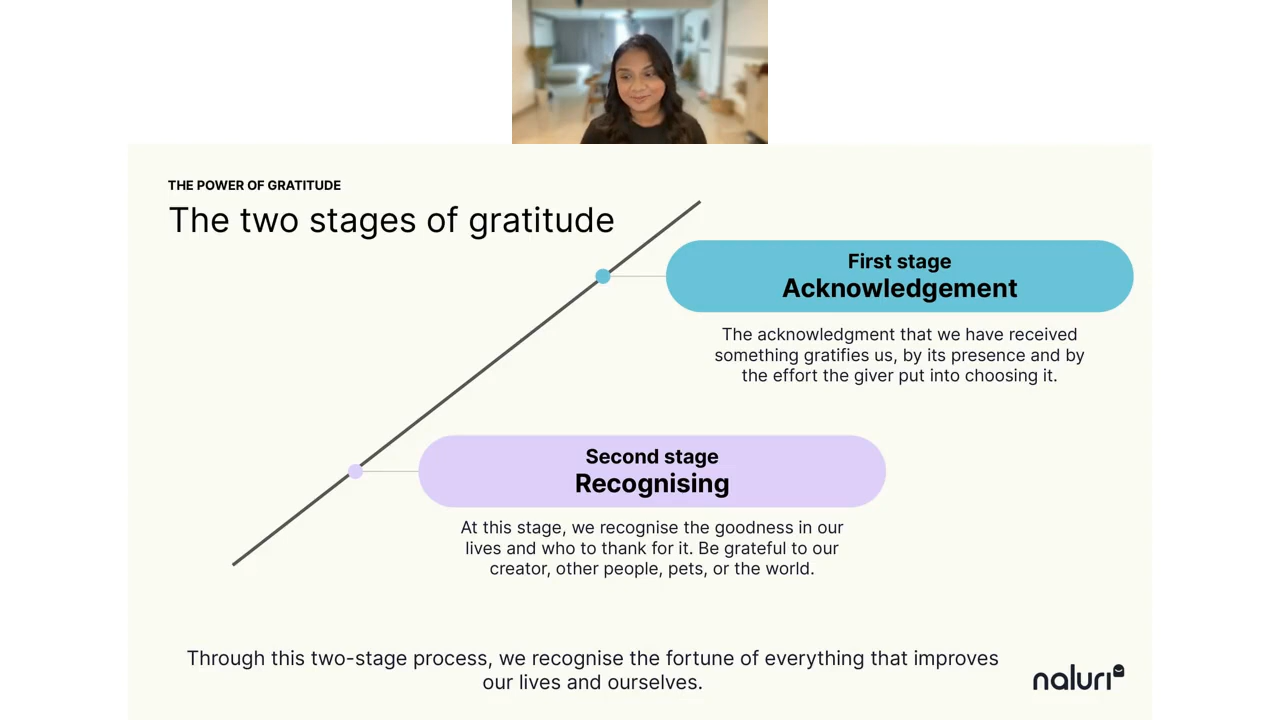 THE POWER OF GRATITUDE
The two stages of gratitude
First stage
Acknowledgement
The acknowledgment that we have received
something gratifies us, by its presence and by
the effort the giver put into choosing it.
Second stage
Recognising
At this stage, we recognise the goodness in our
lives and who to thank for it. Be grateful to our
creator, other people, pets, or the world.
Through this two-stage process, we recognise the fortune of everything that improves
our lives and ourselves.
naluri